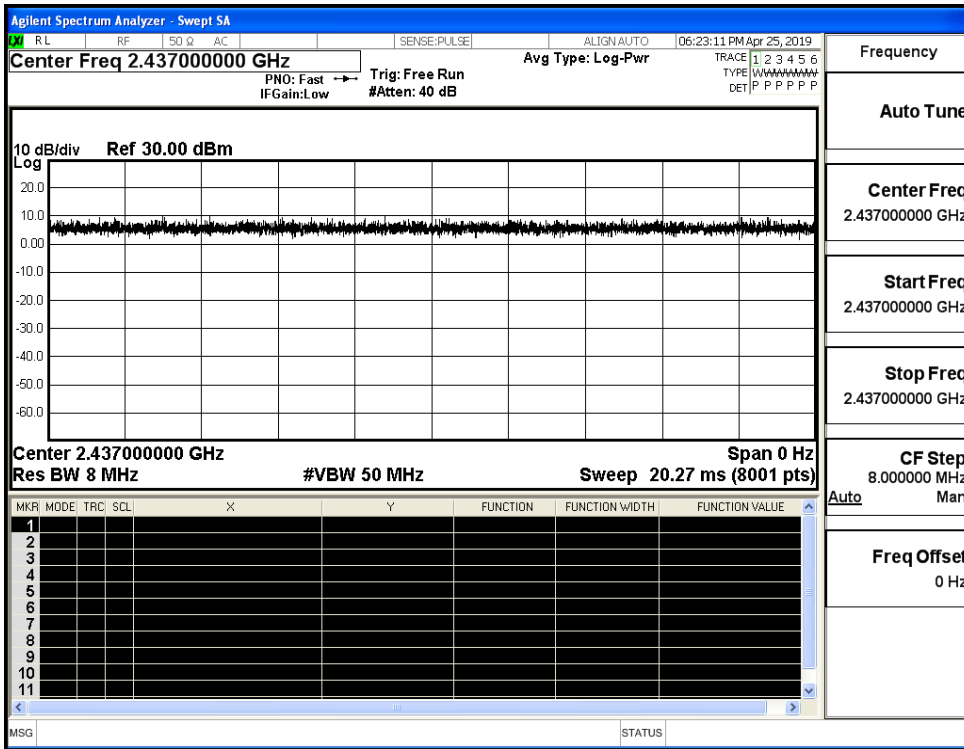 Agilent Spectrum Analyzer - Swept SA
LXI RL RF 50 Ω AC SENSE:PULSE ALIGN AUTO 06:23:11 PM Apr 25, 2019
Center Freq 2.437000000 GHz
PNO: Fast
IFGain:Low
Trig: Free Run
#Atten: 40 dB
Avg Type: Log-Pwr
TRACE 1 2 3 4 5 6
TYPE
DET P P P P P P
10 dB/div Ref 30.00 dBm
Log
20.0
10.0
0.00
-10.0
-20.0
-30.0
-40.0
-50.0
-60.0
Center 2.437000000 GHz Span 0 Hz
Res BW 8 MHz #VBW 50 MHz Sweep 20.27 ms (8001 pts)
MKR MODE TRC SCL X Y FUNCTION FUNCTION WIDTH FUNCTION VALUE
1
2
3
4
5
6
7
8
9
10
11
MSG STATUS
Frequency
Auto Tune
Center Freq
2.437000000 GHz
Start Freq
2.437000000 GHz
Stop Freq
2.437000000 GHz
CF Step
8.000000 MHz
Auto Man
Freq Offset
0 Hz